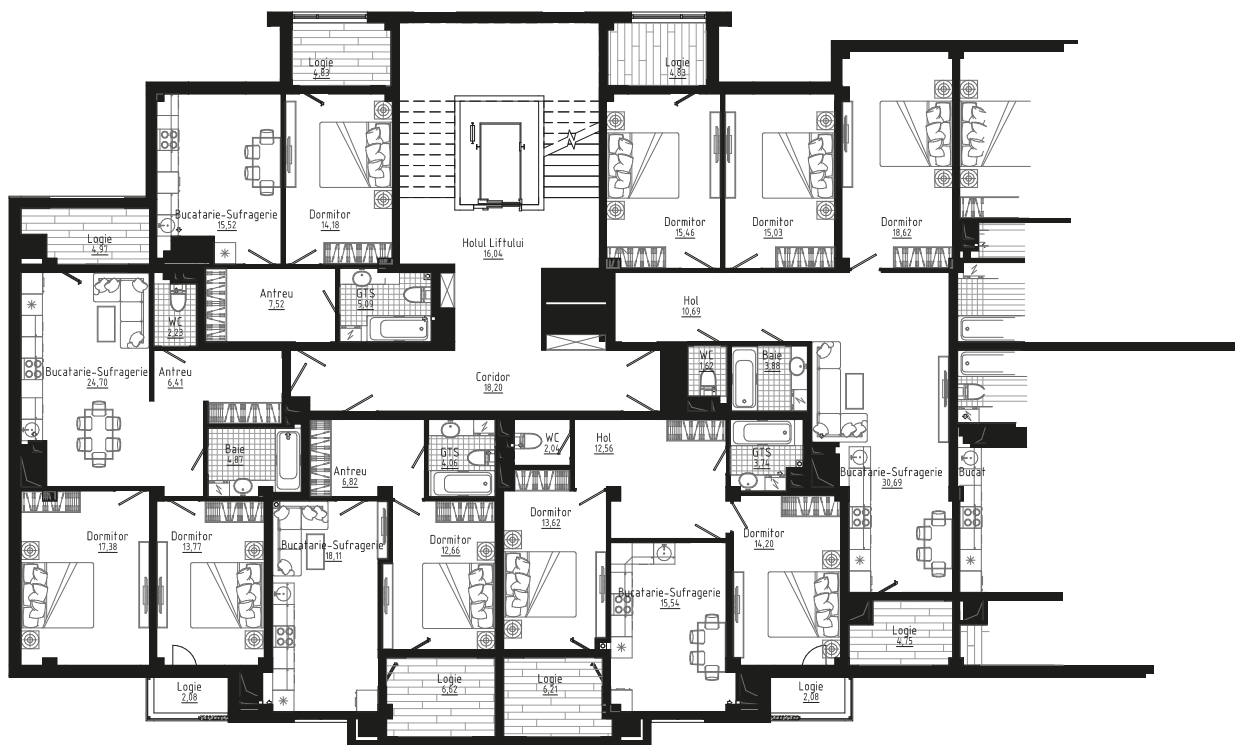 Logie
4,83
Logie
4,83
Bucatarie-Sufragerie
15,52
Dormitor
14,18
Dormitor
15,46
Dormitor
15,03
Dormitor
18,62
Logie
4,97
Holul Liftului
16,04
Antreu
7,52
GTS
5,09
Hol
10,69
WC
2,23
Bucatarie-Sufragerie
24,70
Antreu
6,41
Coridor
18,20
WC
1,62
Baie
3,88
Baie
4,87
Antreu
6,82
GTS
4,06
WC
2,04
Hol
12,56
GTS
3,74
Bucatarie-Sufragerie
30,69
Bucat
Dormitor
17,38
Dormitor
13,77
Bucatarie-Sufragerie
18,11
Dormitor
12,66
Dormitor
13,62
Dormitor
14,20
Bucatarie-Sufragerie
15,54
Logie
4,75
Logie
2,08
Logie
6,62
Logie
6,21
Logie
2,08